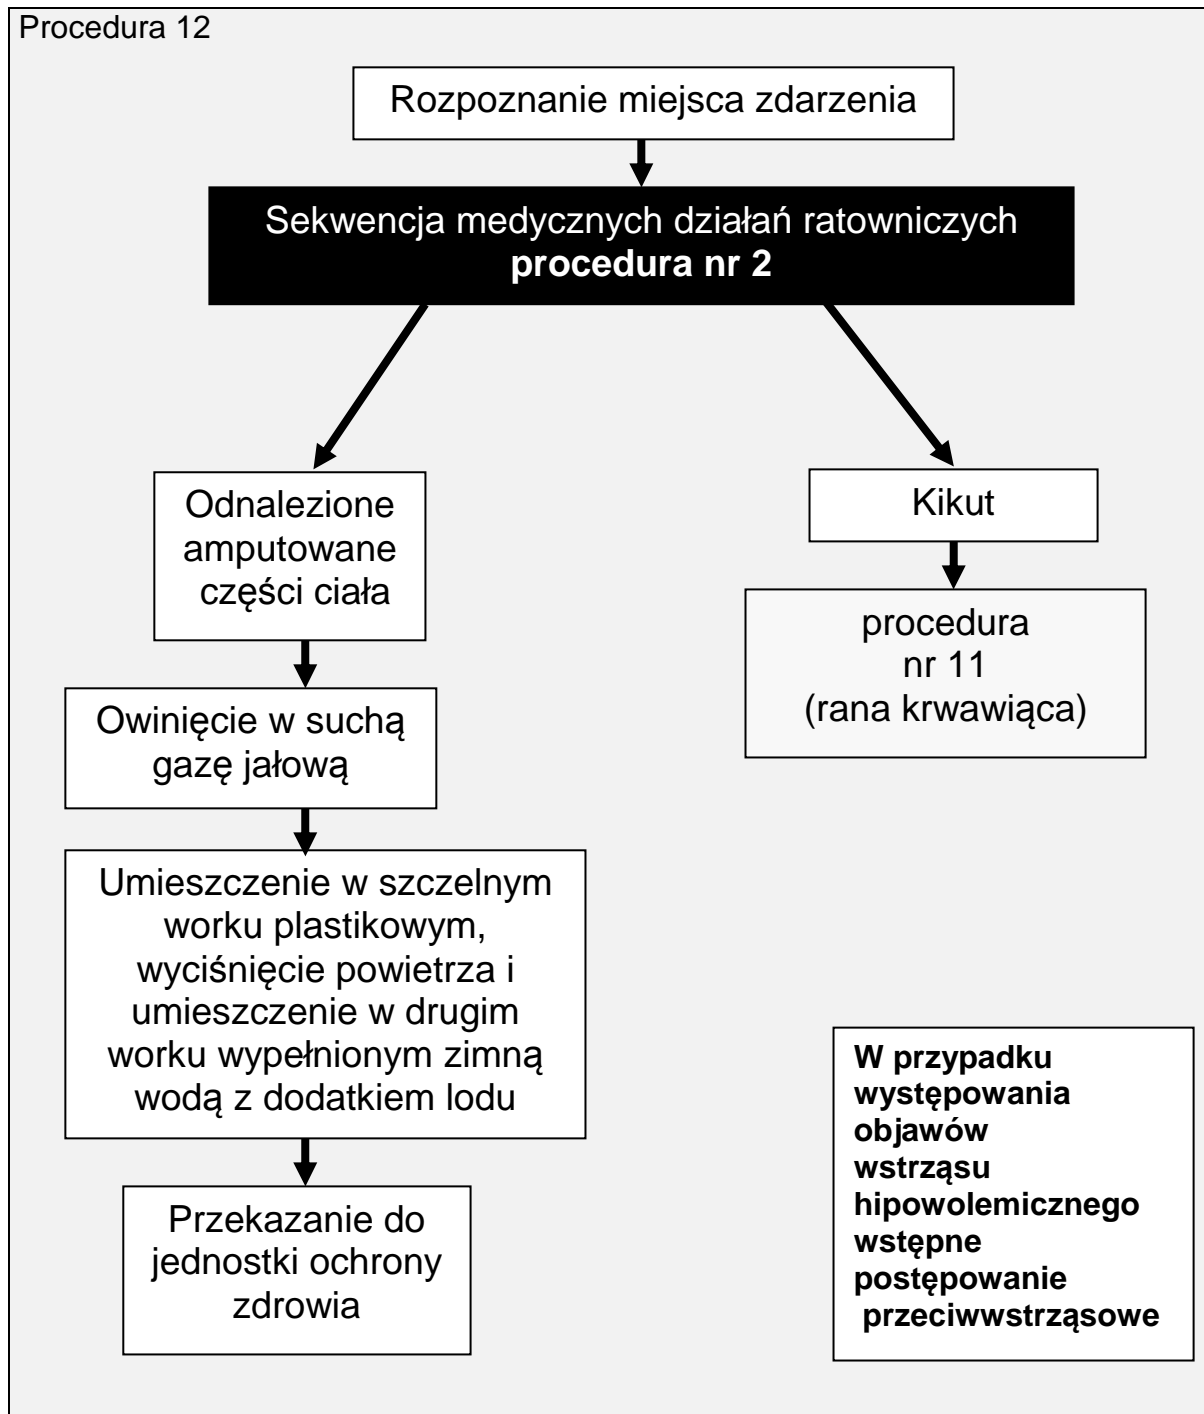 Procedura 12
Rozpoznanie miejsca zdarzenia
Sekwencja medycznych działań ratowniczych
procedura nr 2
Odnalezione
amputowane
części ciała
Owinięcie w suchą
gazę jałową
Umieszczenie w szczelnym
worku plastikowym,
wyciśnięcie powietrza i
umieszczenie w drugim
worku wypełnionym zimną
wodą z dodatkiem lodu
Przekazanie do
jednostki ochrony
zdrowia
Kikut
procedura
nr 11
(rana krwawiąca)
W przypadku
występowania
objawów
wstrząsu
hipowolemicznego
wstępne
postępowanie
przeciwwstrząsowe